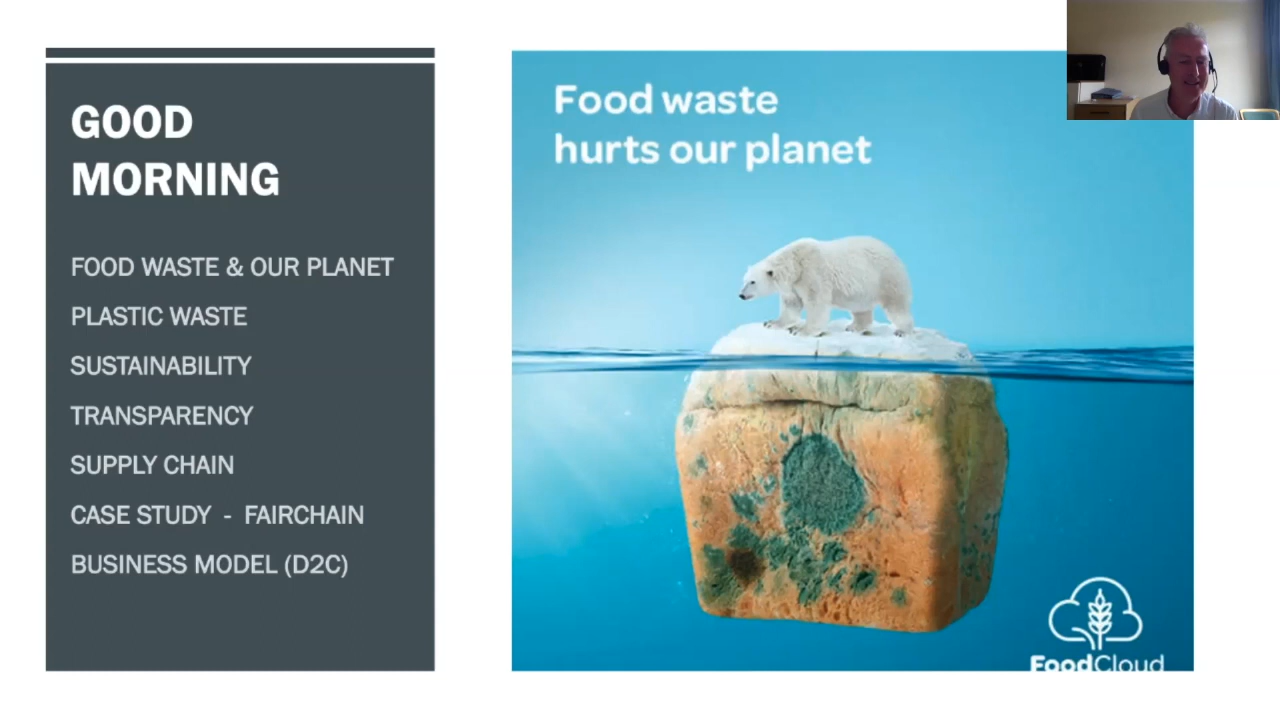 GOOD
MORNING
FOOD WASTE & OUR PLANET
PLASTIC WASTE
SUSTAINABILITY
TRANSPARENCY
SUPPLY CHAIN
CASE STUDY - FAIRCHAIN
BUSINESS MODEL (D2C)
Food waste
hurts our planet
FoodCloud